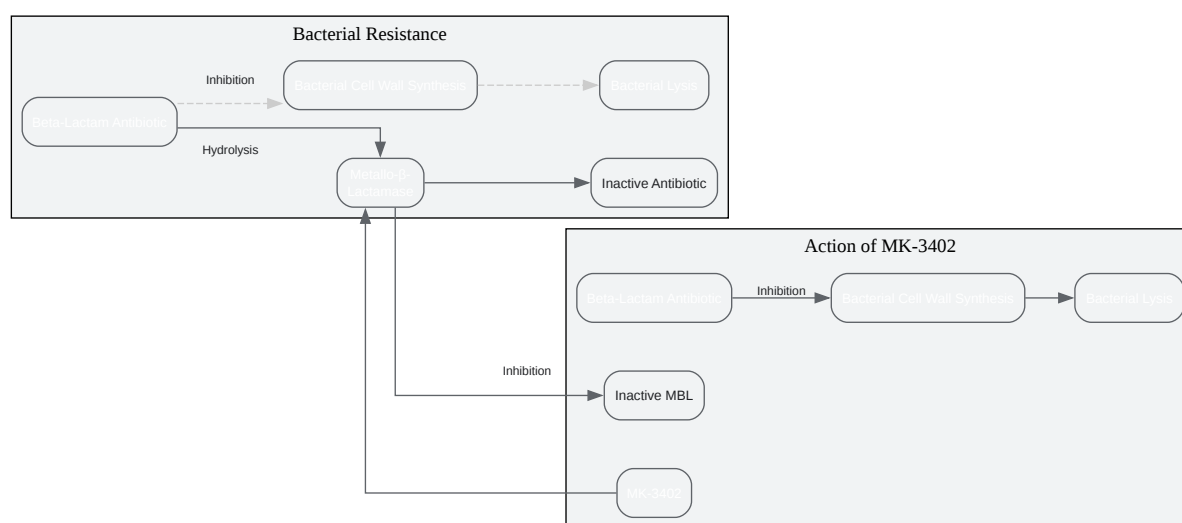 Bacterial Resistance
Inhibition
Bacterial Cell Wall Synthesis
Bacterial Lysis
Beta-Lactam Antibiotic
Hydrolysis
Metallo-β-
Lactamase
Inactive Antibiotic
Action of MK-3402
Beta-Lactam Antibiotic
Inhibition
Bacterial Cell Wall Synthesis
Bacterial Lysis
Inhibition
Inactive MBL
MK-3402